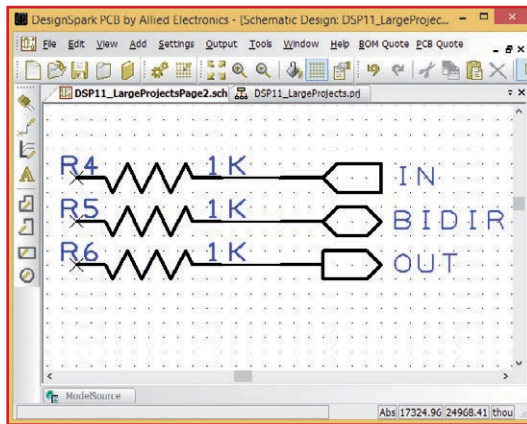 DesignSpark PCB by Allied Electronics - [Schematic Design: DSP11_LargeProjec...
File Edit View Add Settings Output Tools Window Help BOM Quote PCB Quote
DSP11_LargeProjectsPage2.sch DSP11_LargeProjects.prj
R4 1K IN
R5 1K BIDIR
R6 1K OUT
ModelSource
Abs 17324.96 24968.41 thou